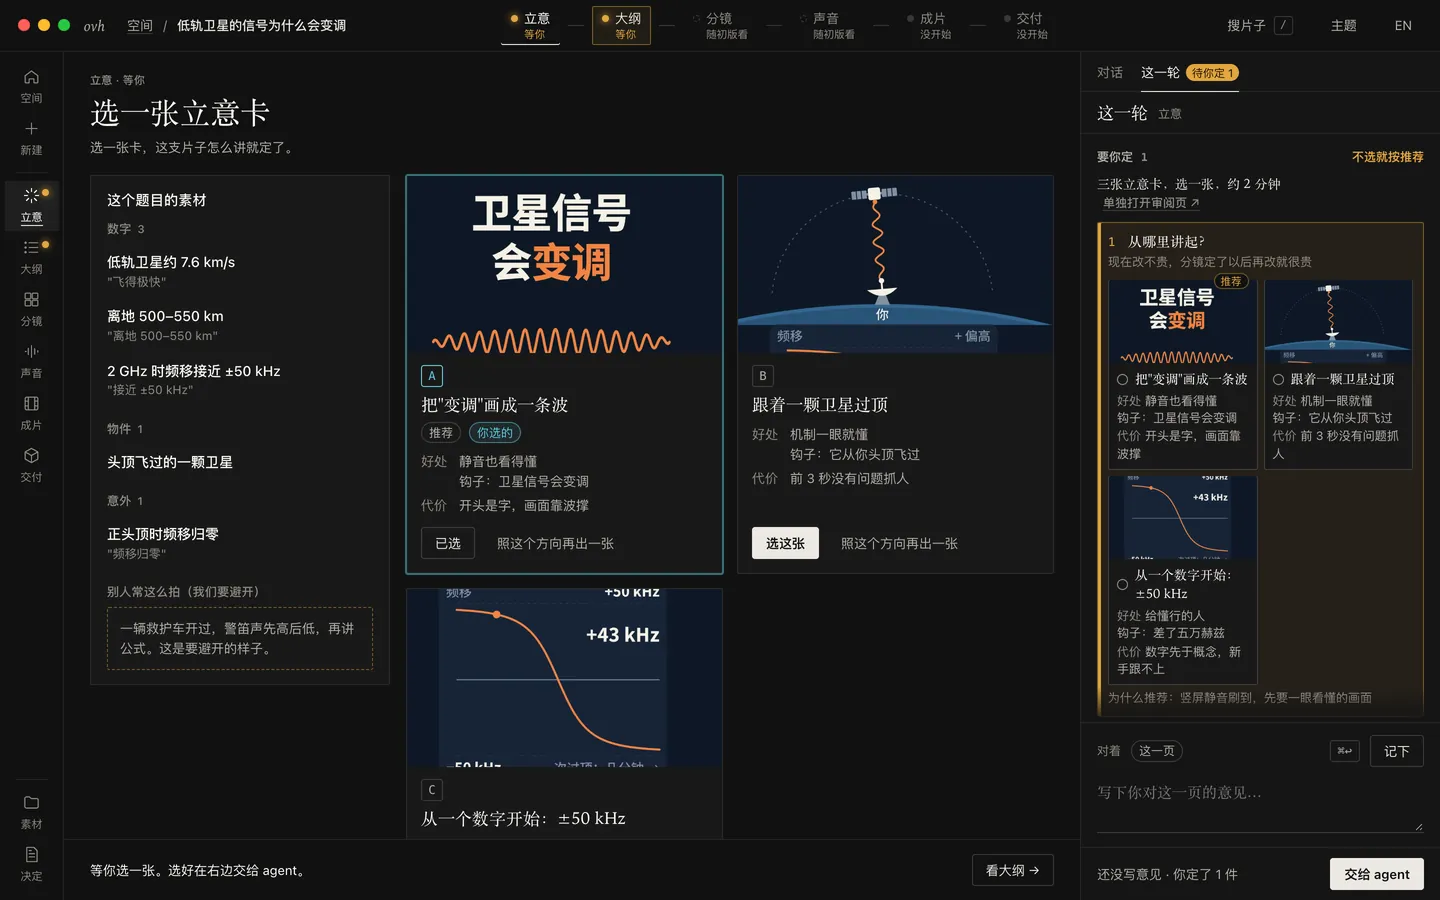 ovh
空间 / 低轨卫星的信号为什么会变调
立意
等你
大纲
等你
分镜
随初版看
声音
随初版看
成片
没开始
交付
没开始
搜片子 /
主题
EN
空间
新建
立意
大纲
分镜
声音
成片
交付
素材
决定
立意 · 等你
选一张立意卡
选一张卡，这支片子怎么讲就定了。
这个题目的素材
数字 3
低轨卫星约 7.6 km/s
"飞得极快"
离地 500–550 km
"离地 500–550 km"
2 GHz 时频移接近 ±50 kHz
"接近 ±50 kHz"
物件 1
头顶飞过的一颗卫星
意外 1
正头顶时频移归零
"频移归零"
别人常这么拍（我们要避开）
一辆救护车开过，警笛声先高后低，再讲
公式。这是要避开的样子。
卫星信号
会变调
A
把"变调"画成一条波
推荐 你选的
好处 静音也看得懂
钩子：卫星信号会变调
代价 开头是字，画面靠波撑
已选 照这个方向再出一张
你
频移 + 偏高
B
跟着一颗卫星过顶
好处 机制一眼就懂
钩子：它从你头顶飞过
代价 前 3 秒没有问题抓人
选这张 照这个方向再出一张
频移 +50 kHz
+43 kHz
−50 kHz
C
从一个数字开始：±50 kHz
等你选一张。选好在右边交给 agent。
看大纲 →
对话 这一轮 待你定 1
这一轮 立意
要你定 1 不选就按推荐
三张立意卡，选一张，约 2 分钟
单独打开审阅页 ↗
1 从哪里讲起？
现在改不贵，分镜定了以后再改就很贵
推荐
卫星信号
会变调
把"变调"画成一条波
好处 静音也看得懂
钩子：卫星信号会变调
代价 开头是字，画面靠
波撑
你
频移 + 偏高
跟着一颗卫星过顶
好处 机制一眼就懂
钩子：它从你头顶飞过
代价 前 3 秒没有问题抓
人
+50 kHz
+43 kHz
从一个数字开始：
±50 kHz
好处 给懂行的人
钩子：差了五万赫兹
代价 数字先于概念，新
手跟不上
为什么推荐：竖屏静音刷到，先要一眼看懂的画面
对着 这一页 ⌘↩ 记下
写下你对这一页的意见…
还没写意见 · 你定了 1 件
交给 agent